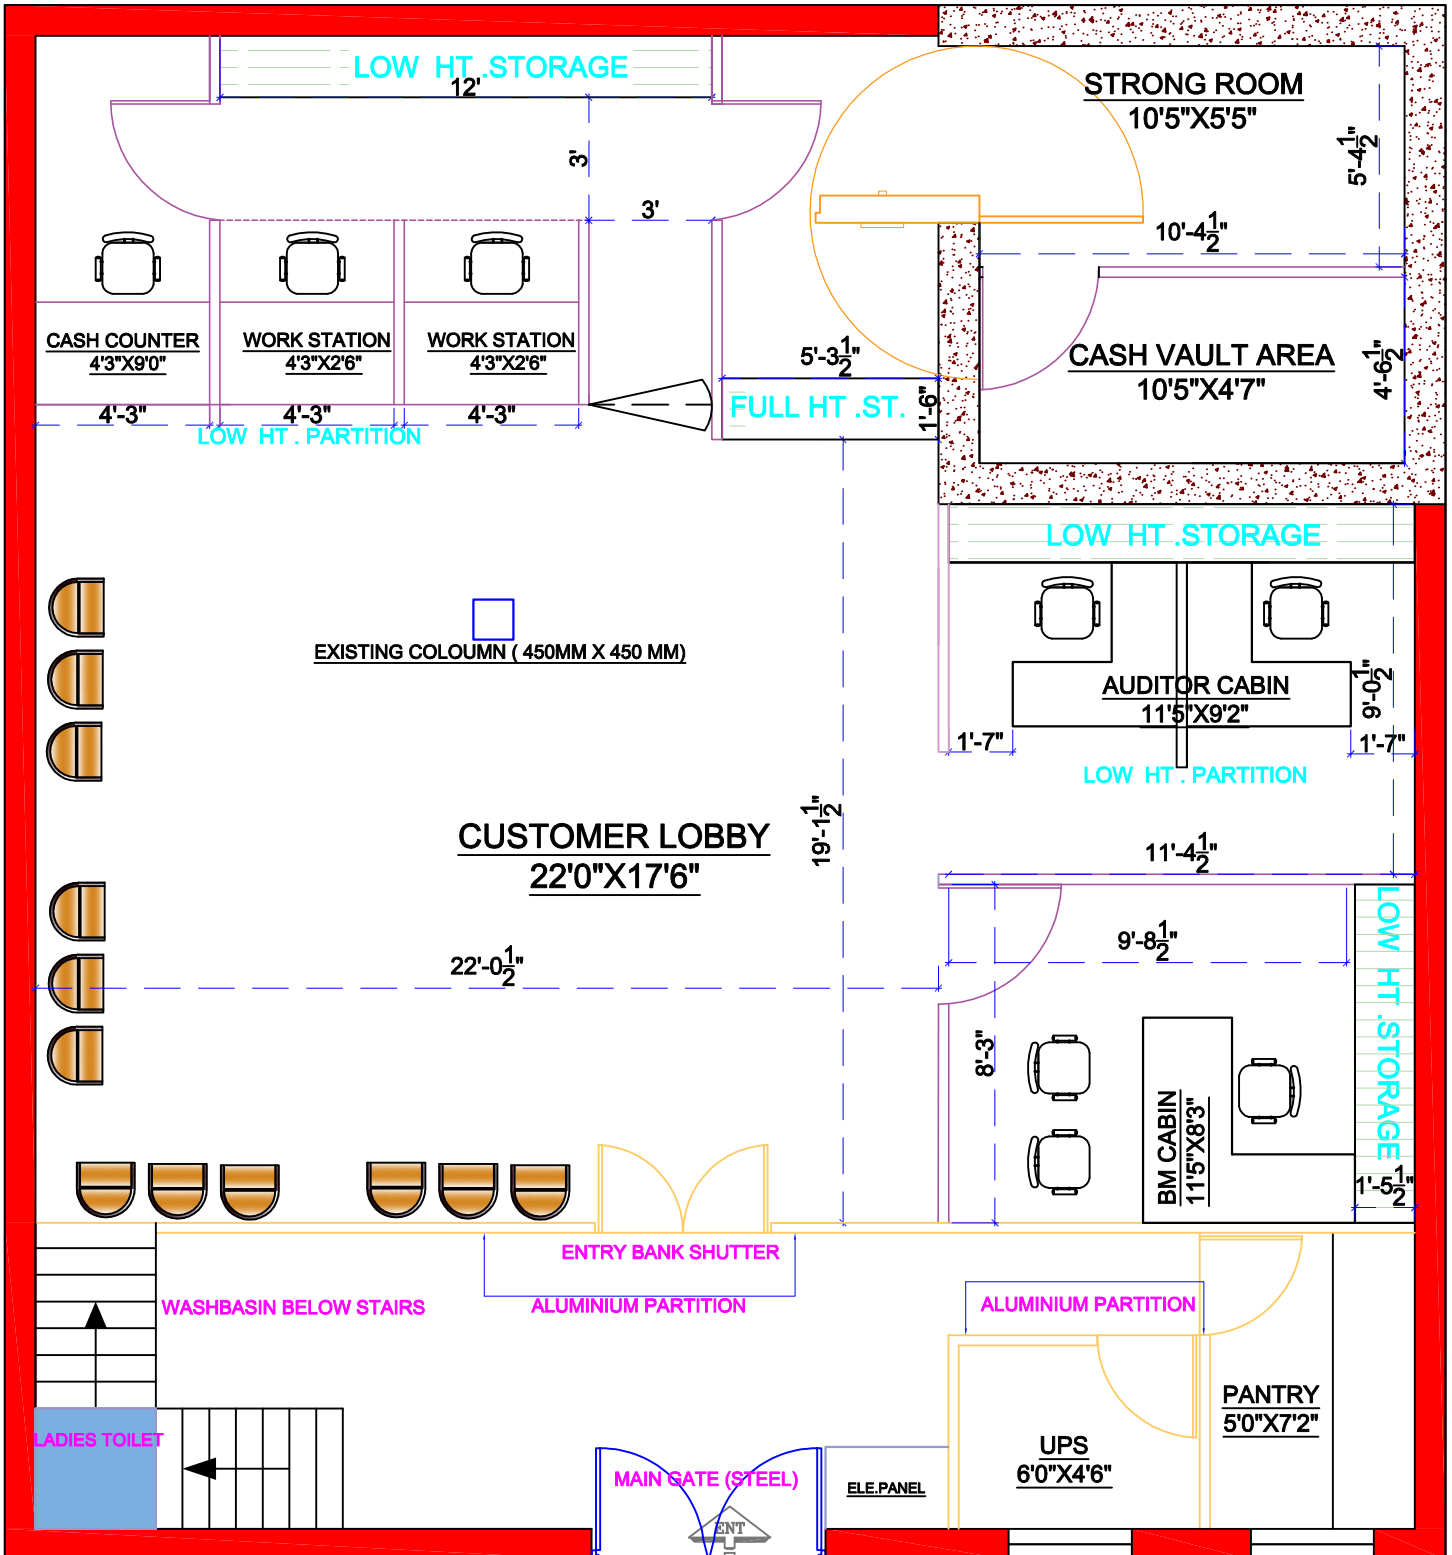 LOW HT .STORAGE
12'
3'
3'
STRONG ROOM
10'5"X5'5"
5'-4½"
10'-4½"
CASH COUNTER
4'3"X9'0"
WORK STATION
4'3"X2'6"
WORK STATION
4'3"X2'6"
4'-3"
4'-3"
4'-3"
LOW HT . PARTITION
5'-3½"
FULL HT .ST.
1'-6"
CASH VAULT AREA
10'5"X4'7"
4'-6½"
LOW HT .STORAGE
EXISTING COLOUMN ( 450MM X 450 MM)
AUDITOR CABIN
11'5"X9'2"
9'-0½"
1'-7"
1'-7"
LOW HT . PARTITION
CUSTOMER LOBBY
22'0"X17'6"
19'-1½"
11'-4½"
22'-0½"
9'-8½"
8'-3"
LOW HT .STORAGE
BM CABIN
11'5"X8'3"
1'-5½"
ENTRY BANK SHUTTER
ALUMINIUM PARTITION
WASHBASIN BELOW STAIRS
ALUMINIUM PARTITION
LADIES TOILET
MAIN GATE (STEEL)
ENT
ELE.PANEL
UPS
6'0"X4'6"
PANTRY
5'0"X7'2"